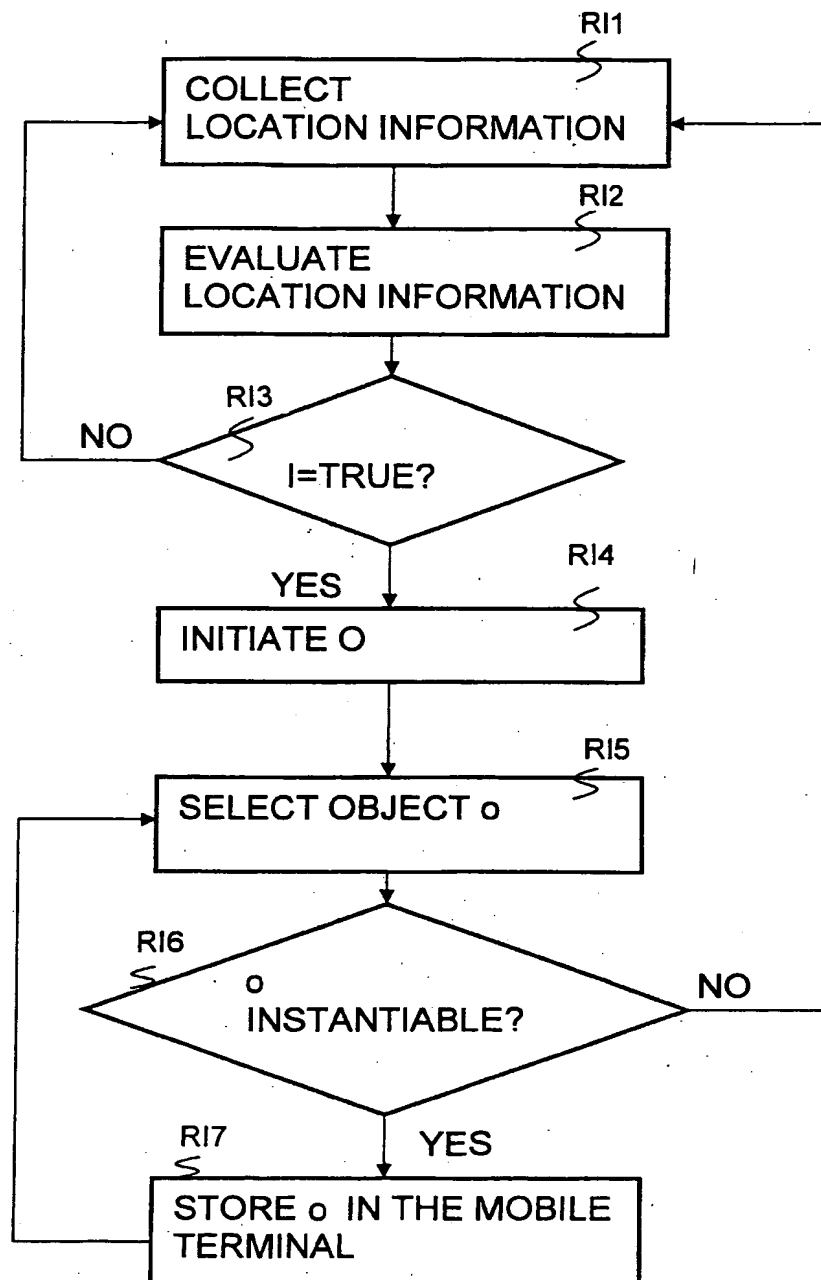 RI1
COLLECT
LOCATION INFORMATION
RI2
EVALUATE
LOCATION INFORMATION
RI3
NO
I=TRUE?
YES
RI4
INITIATE O
RI5
SELECT OBJECT o
RI6
o
INSTANTIABLE?
NO
YES
RI7
STORE o IN THE MOBILE
TERMINAL